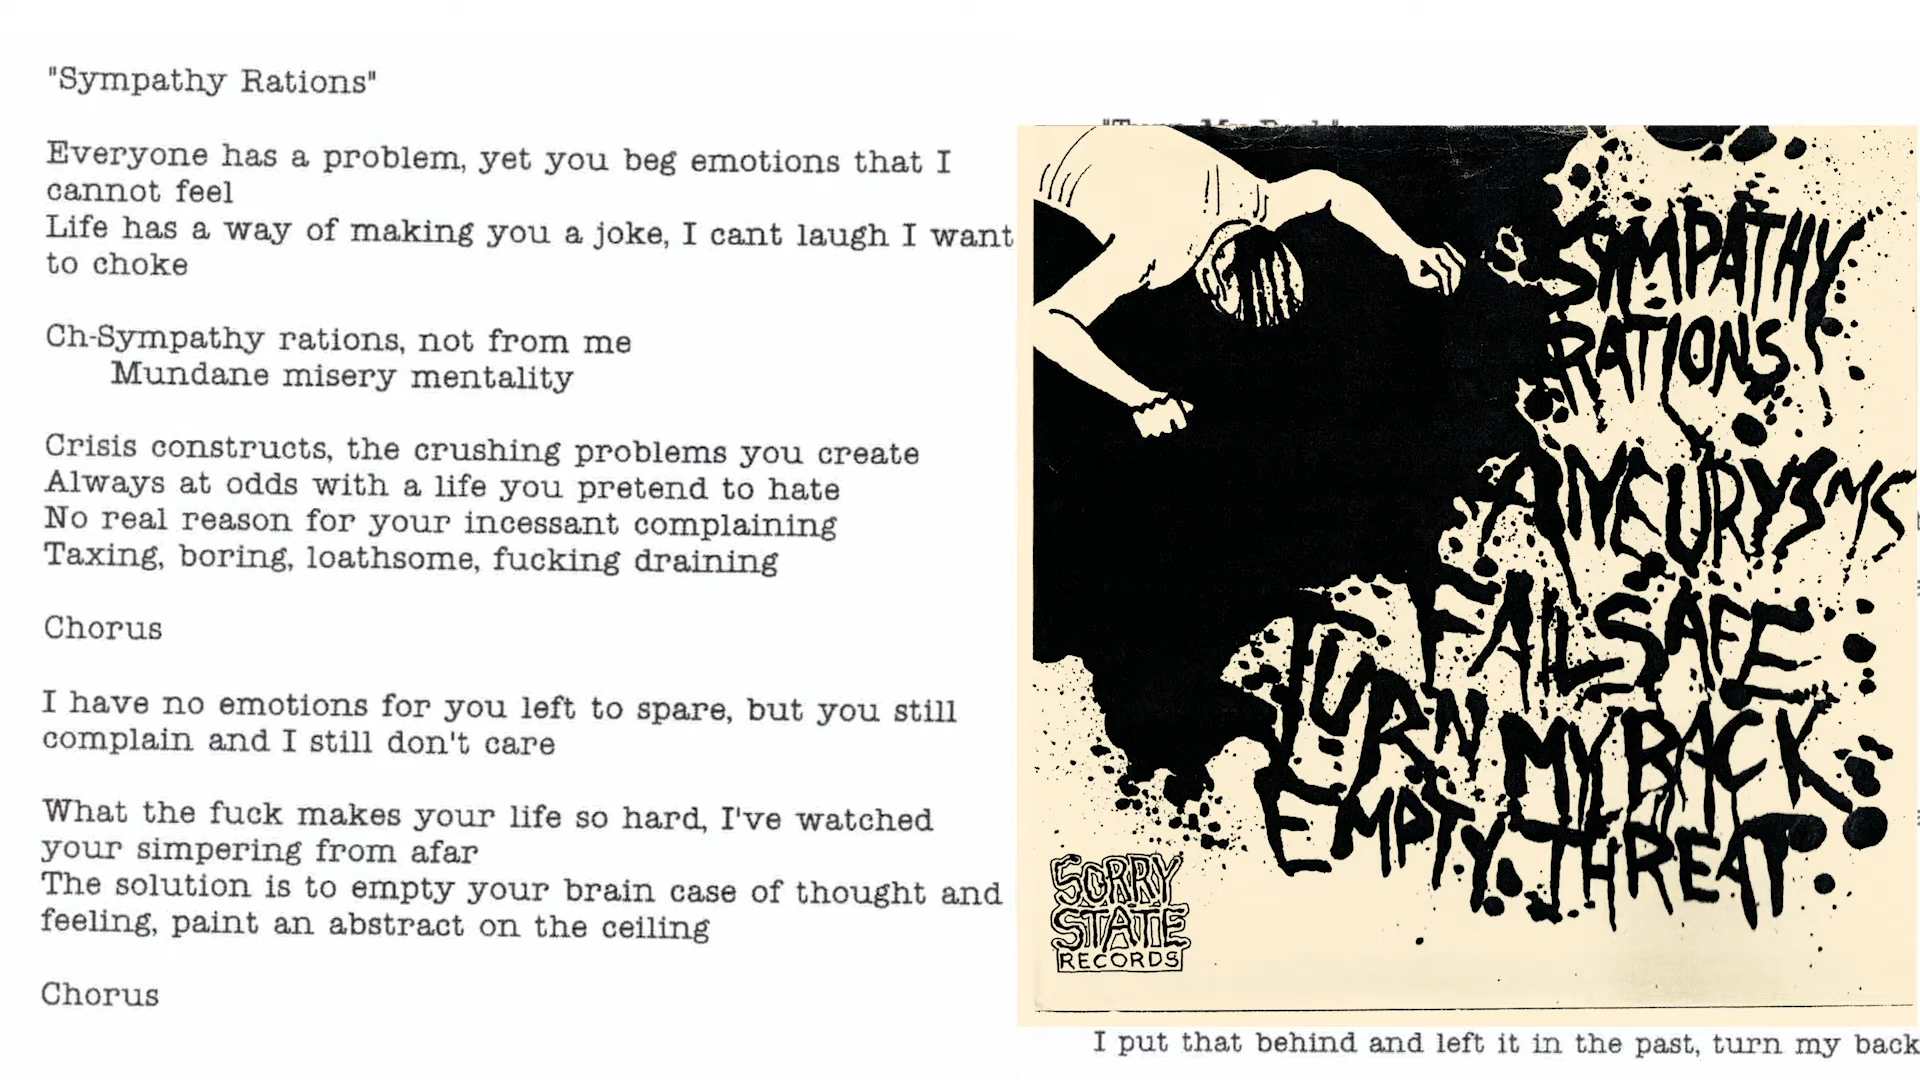 "Sympathy Rations"
Everyone has a problem, yet you beg emotions that I
cannot feel
Life has a way of making you a joke, I cant laugh I want
to choke
Ch-Sympathy rations, not from me
Mundane misery mentality
Crisis constructs, the crushing problems you create
Always at odds with a life you pretend to hate
No real reason for your incessant complaining
Taxing, boring, loathsome, fucking draining
Chorus
I have no emotions for you left to spare, but you still
complain and I still don't care
What the fuck makes your life so hard, I've watched
your simpering from afar
The solution is to empty your brain case of thought and
feeling, paint an abstract on the ceiling
Chorus
SYMPATHY
RATIONS
ANEURYSMS
FAILSAFE
TURN MY BACK
EMPTY THREAT
SORRY
STATE
RECORDS
I put that behind and left it in the past, turn my back